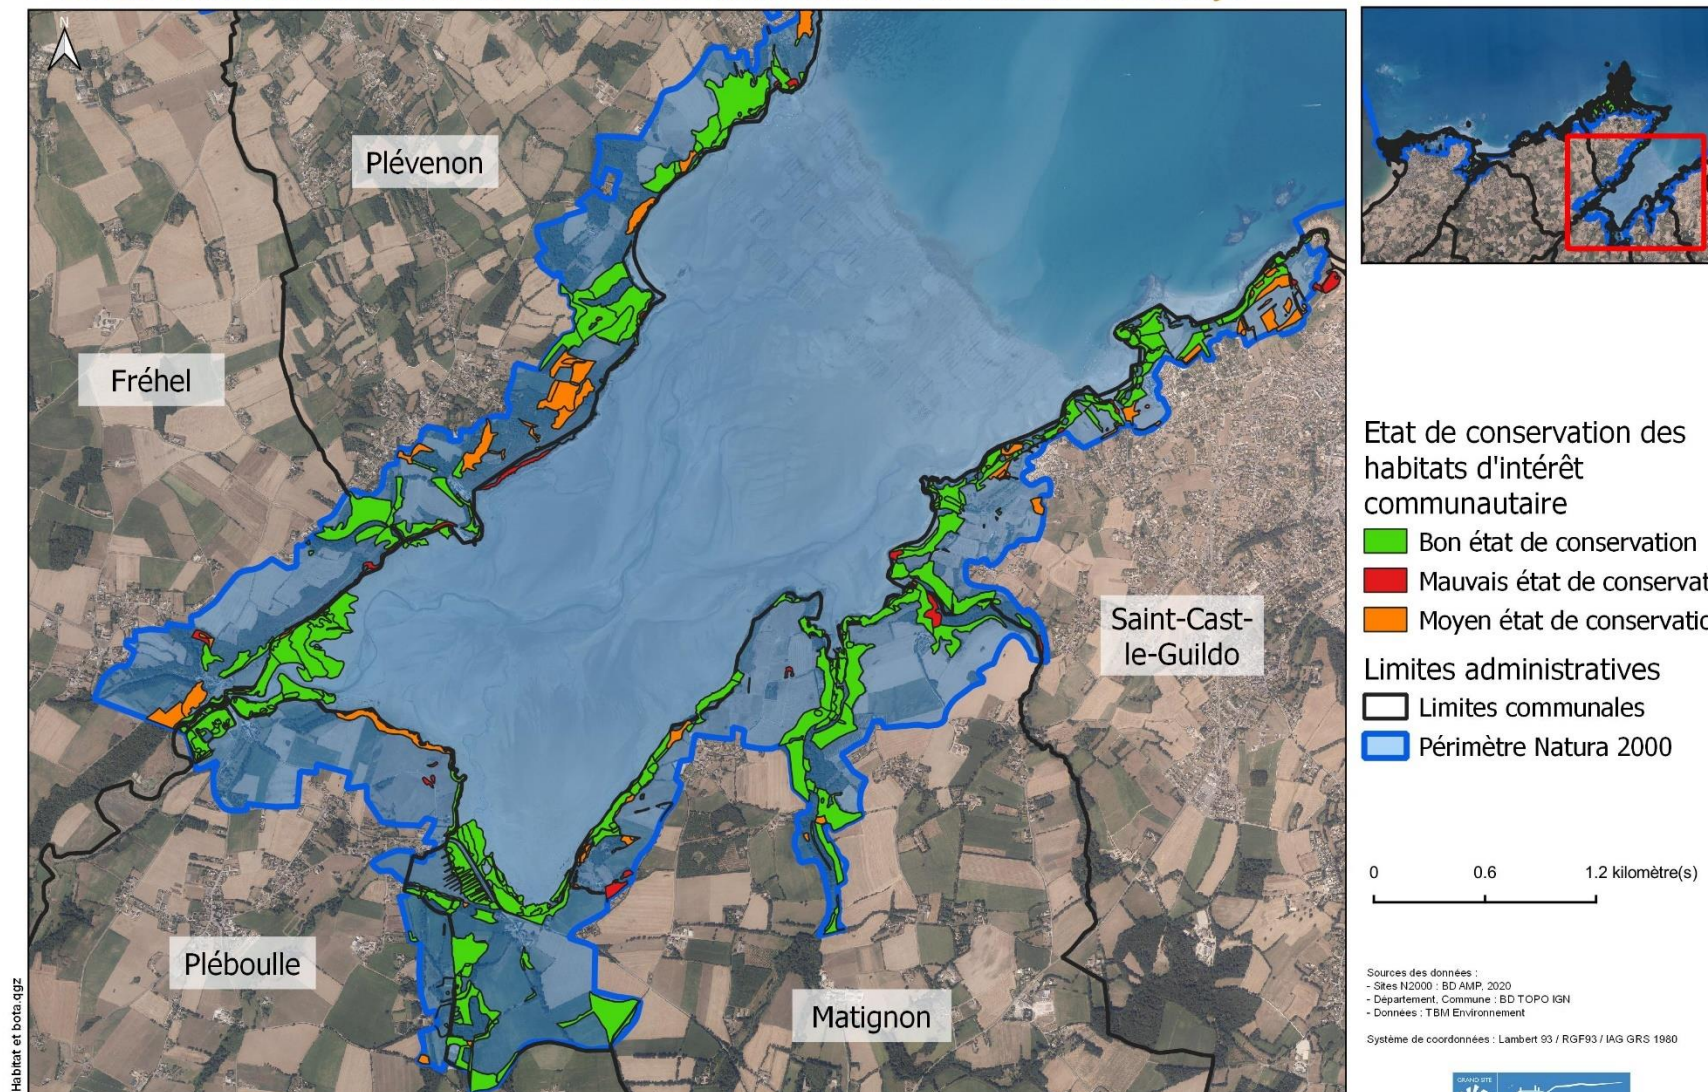 N
Plévenon
Fréhel
Saint-Cast-
le-Guildo
Pléboulle
Matignon
Habitat et bota.qgz
Etat de conservation des
habitats d'intérêt
communautaire
Bon état de conservation
Mauvais état de conservat
Moyen état de conservatio
Limites administratives
Limites communales
Périmètre Natura 2000
0 0.6 1.2 kilomètre(s)
Sources des données :
- Sites N2000 : BD AMP, 2020
- Département, Commune : BD TOPO IGN
- Données : TBM Environnement
Système de coordonnées : Lambert 93 / RGF93 / IAG GRS 1980
GRAND SITE